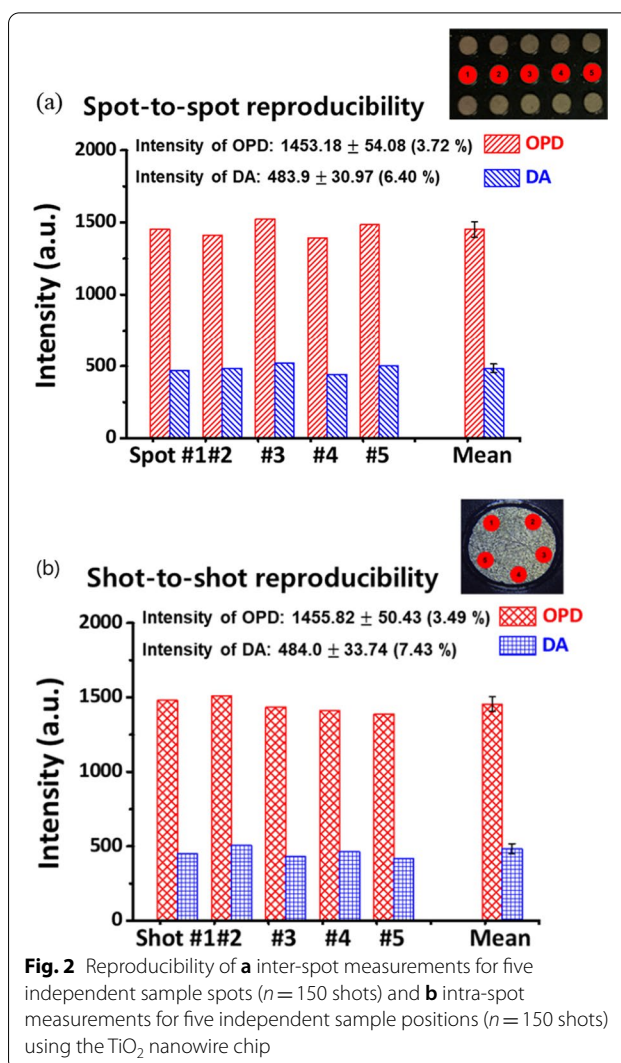 1 2 3 4 5
(a) Spot-to-spot reproducibility
Intensity of OPD: 1453.18 ± 54.08 (3.72 %)
Intensity of DA: 483.9 ± 30.97 (6.40 %)
OPD
DA
Intensity (a.u.)
2000
1500
1000
500
0
Spot #1 #2 #3 #4 #5 Mean
1 2
5 3
4
(b) Shot-to-shot reproducibility
Intensity of OPD: 1455.82 ± 50.43 (3.49 %)
Intensity of DA: 484.0 ± 33.74 (7.43 %)
OPD
DA
Intensity (a.u.)
2000
1500
1000
500
0
Shot #1 #2 #3 #4 #5 Mean
Fig. 2 Reproducibility of a inter-spot measurements for five
independent sample spots (n = 150 shots) and b intra-spot
measurements for five independent sample positions (n = 150 shots)
using the TiO₂ nanowire chip